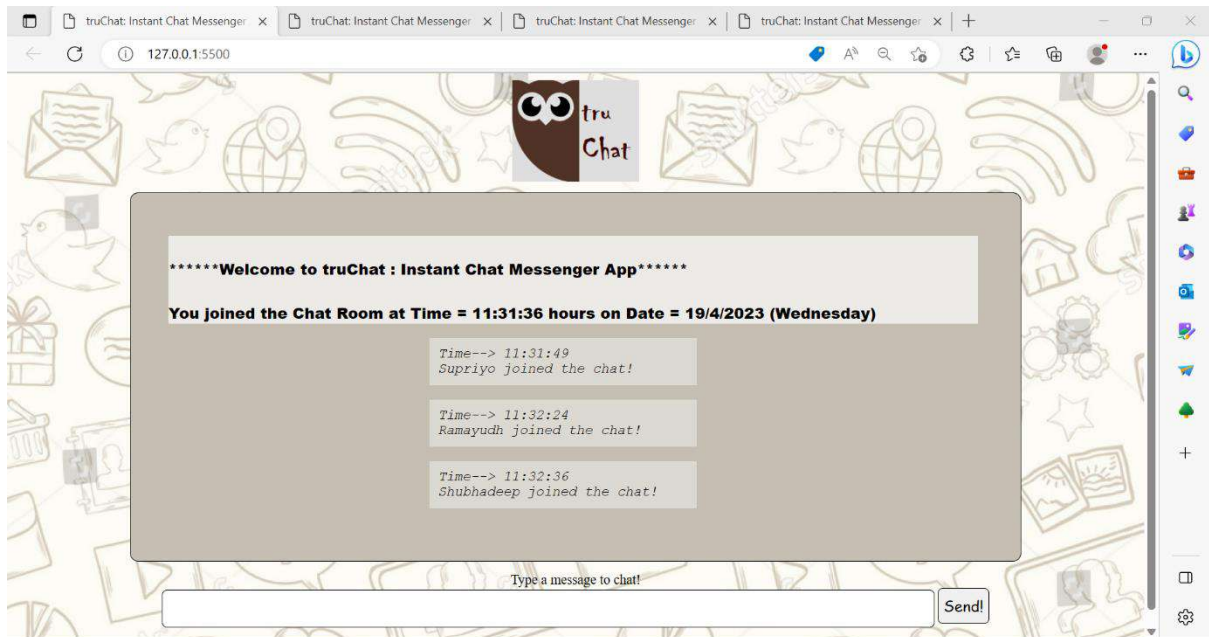 truChat: Instant Chat Messenger
truChat: Instant Chat Messenger
truChat: Instant Chat Messenger
truChat: Instant Chat Messenger
127.0.0.1:5500
tru
Chat
******Welcome to truChat : Instant Chat Messenger App******
You joined the Chat Room at Time = 11:31:36 hours on Date = 19/4/2023 (Wednesday)
Time--> 11:31:49
Supriyo joined the chat!
Time--> 11:32:24
Ramayudh joined the chat!
Time--> 11:32:36
Shubhadeep joined the chat!
Type a message to chat!
Send!